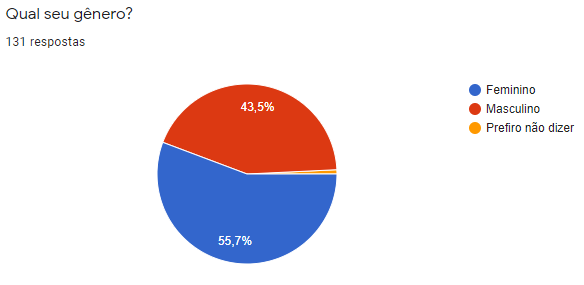 Qual seu gênero?
131 respostas
43,5%
55,7%
Feminino
Masculino
Prefiro não dizer